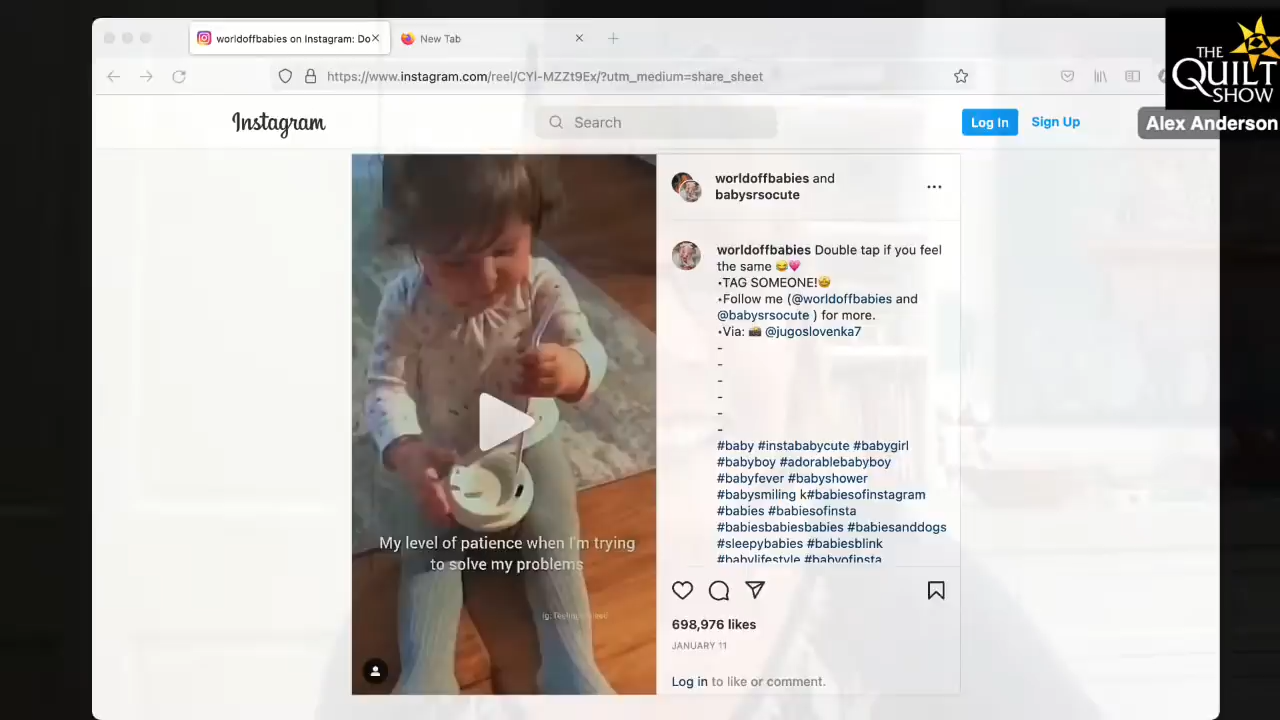 worldoffbabies on Instagram: Do
New Tab
THE
QUILT
SHOW
https://www.instagram.com/reel/CYI-MZZt9Ex/?utm_medium=share_sheet
Instagram
Search
Log In
Sign Up
Alex Anderson
worldoffbabies and
babysrsocute
worldoffbabies Double tap if you feel
the same 😂💗
•TAG SOMEONE!🤩
•Follow me (@worldoffbabies and
@babysrsocute ) for more.
•Via: 📸 @jugoslovenka7
-
-
-
-
-
-
#baby #instababycute #babygirl
#babyboy #adorablebabyboy
#babyfever #babyshower
#babysmiling k#babiesofinstagram
#babies #babiesofinsta
#babiesbabiesbabies #babiesanddogs
#sleepybabies #babiesblink
#babylifestyle #babyofinsta
My level of patience when I'm trying
to solve my problems
698,976 likes
JANUARY 11
Log in to like or comment.